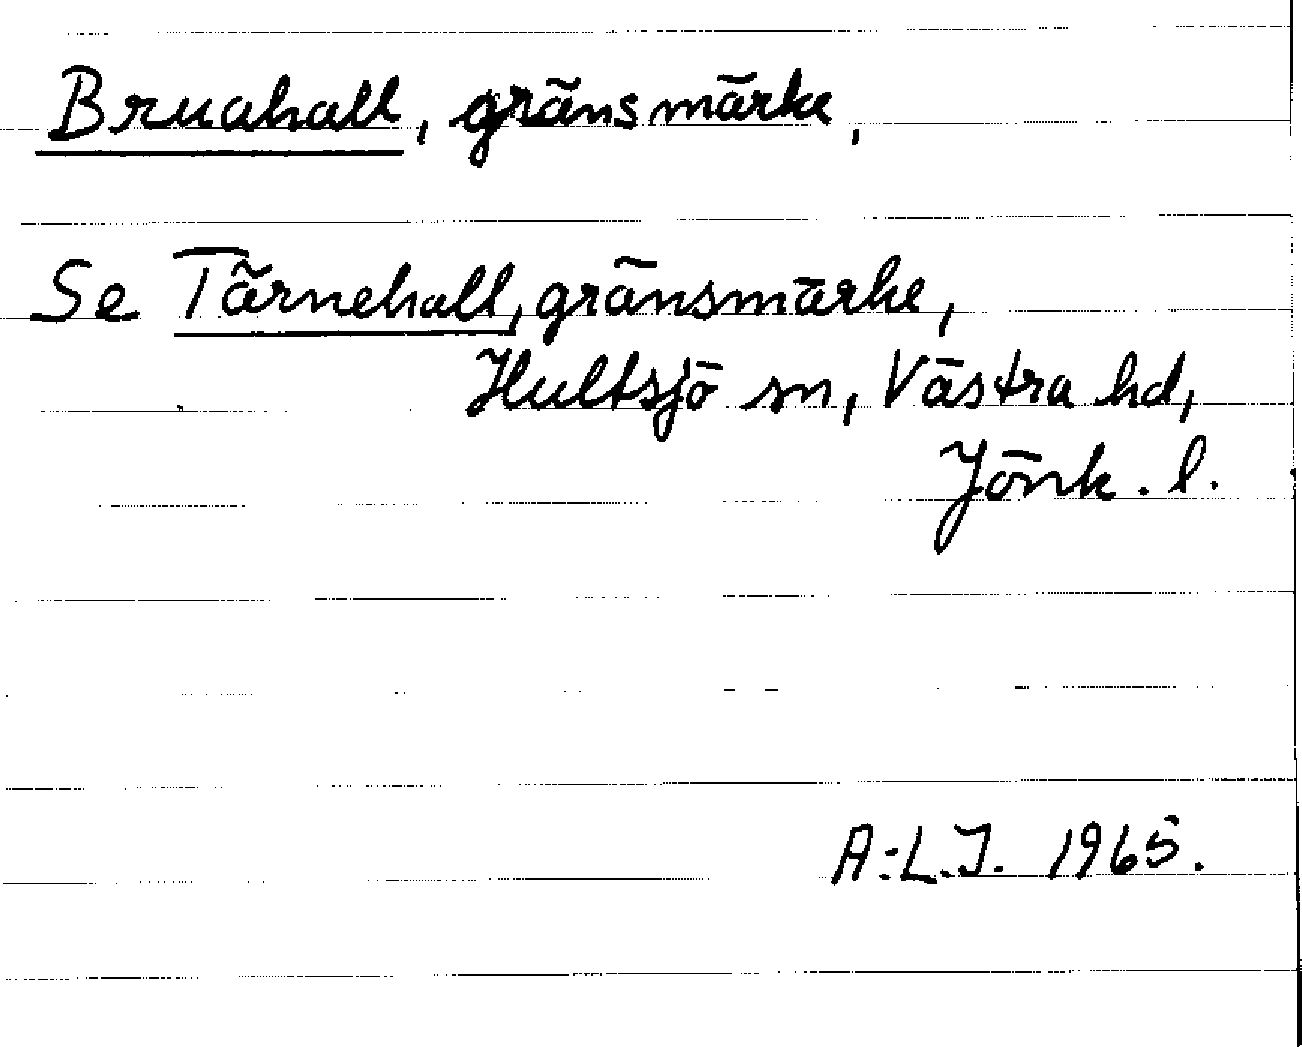 Bruahall, gränsmärke,
Se Tärnehall, gränsmärke,
Hultsjö sn, Västra hd,
Jönk. l.
A:L.J. 1965.